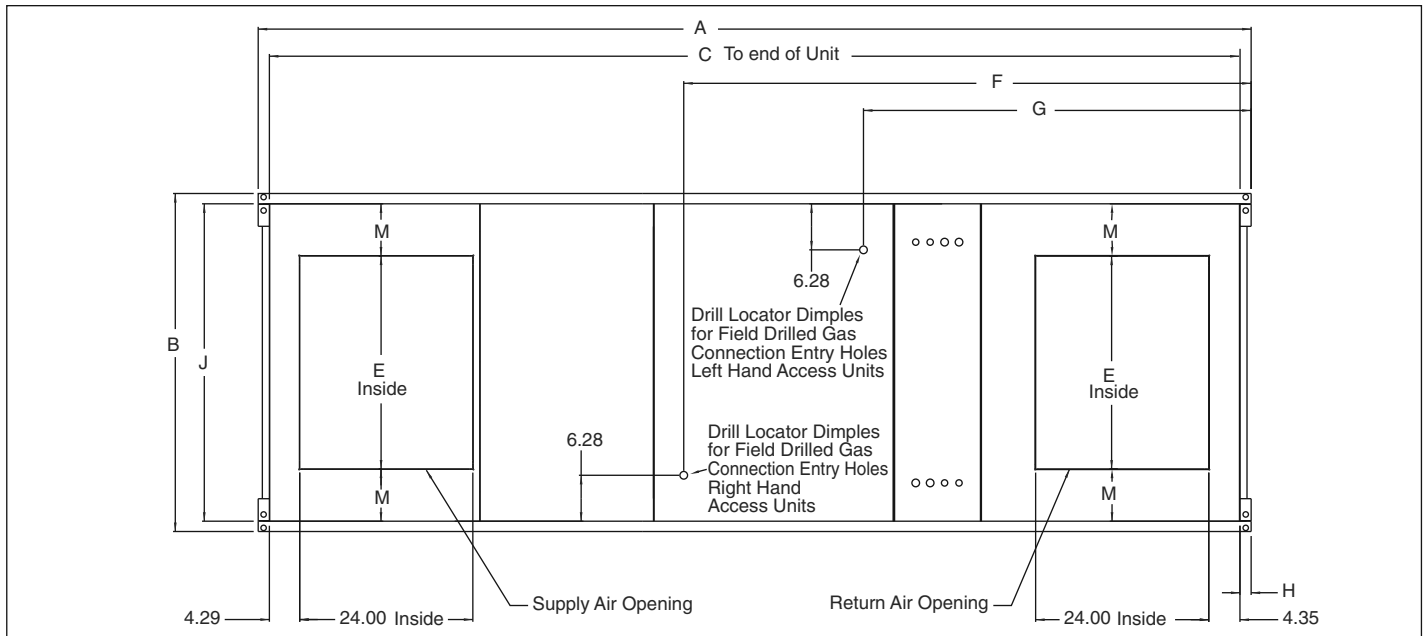 A
C To end of Unit
F
G
M
M
6.28
Drill Locator Dimples
for Field Drilled Gas
Connection Entry Holes
Left Hand Access Units
B
J
E
Inside
E
Inside
6.28
Drill Locator Dimples
for Field Drilled Gas
Connection Entry Holes
Right Hand
Access Units
M
M
Supply Air Opening
Return Air Opening
H
4.29
24.00 Inside
24.00 Inside
4.35